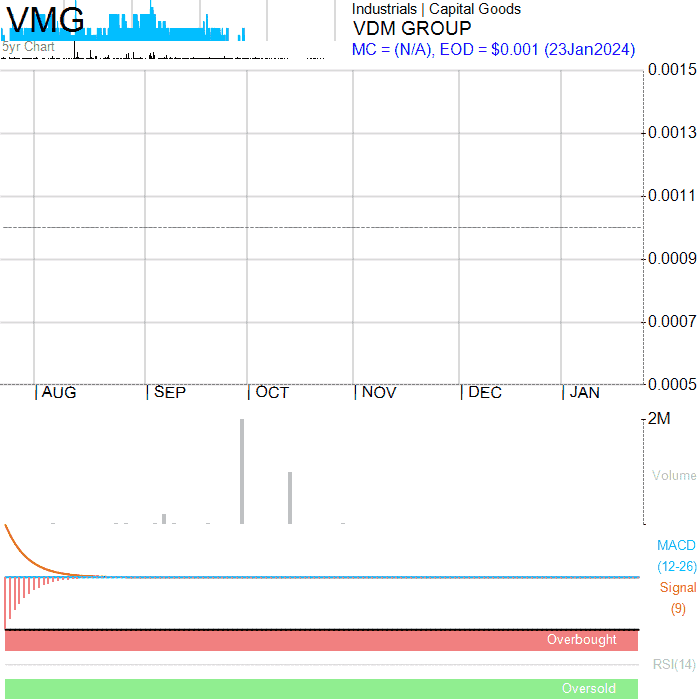 VMG
5yr Chart
Industrials | Capital Goods
VDM GROUP
MC = (N/A), EOD = $0.001 (23Jan2024)
0.0015
0.0013
0.0011
0.0009
0.0007
0.0005
AUG SEP OCT NOV DEC JAN
2M
Volume
MACD
(12-26)
Signal
(9)
Overbought
RSI(14)
Oversold